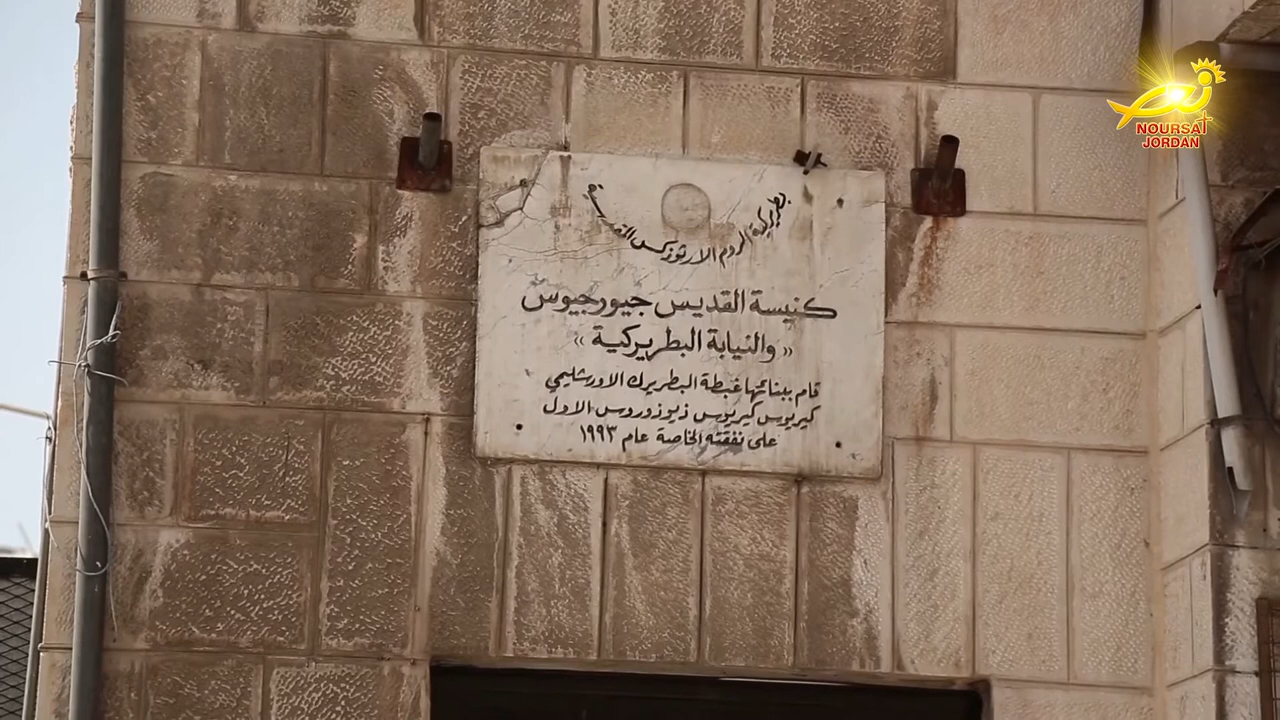 بطريركية الروم الارثوذكس المقدسية
كنيسة القديس جيورجيوس
« والنيابة البطريركية »
قام ببنائها غبطة البطريرك الاورشليمي
كيريوس كيريوس ذيوذوروس الاول
على نفقته الخاصة عام ١٩٩٣
NOURSAT
JORDAN